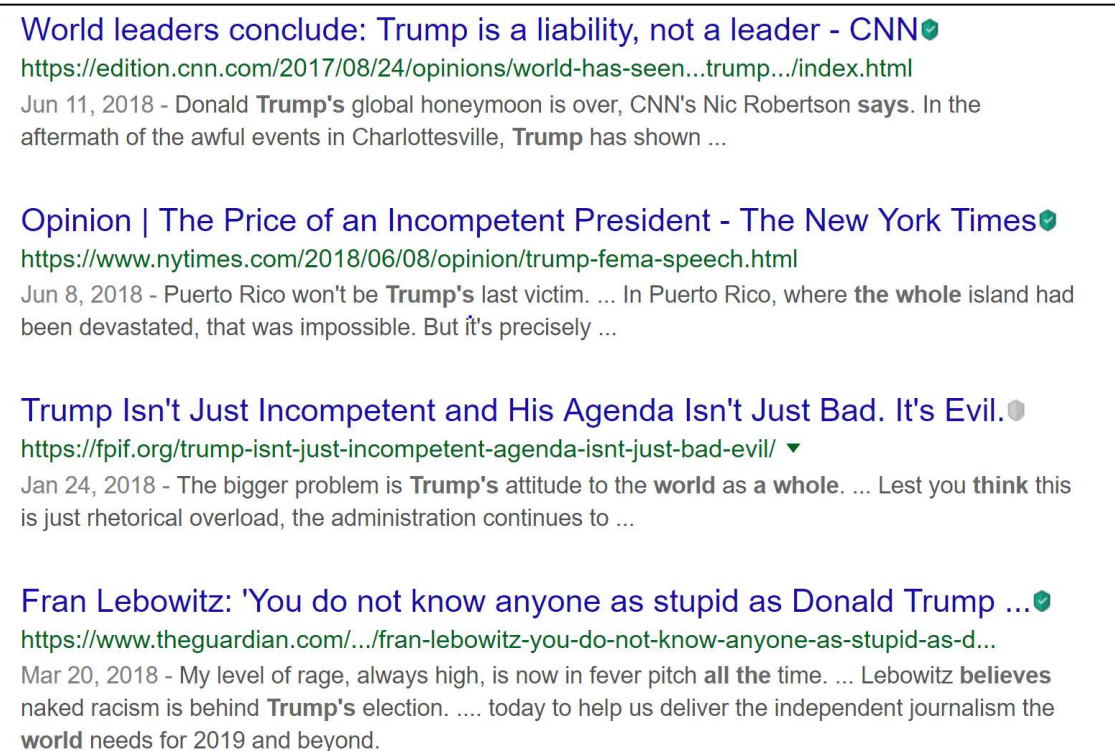 World leaders conclude: Trump is a liability, not a leader - CNN
https://edition.cnn.com/2017/08/24/opinions/world-has-seen...trump.../index.html
Jun 11, 2018 - Donald Trump's global honeymoon is over, CNN's Nic Robertson says. In the
aftermath of the awful events in Charlottesville, Trump has shown ...
Opinion | The Price of an Incompetent President - The New York Times
https://www.nytimes.com/2018/06/08/opinion/trump-fema-speech.html
Jun 8, 2018 - Puerto Rico won't be Trump's last victim. ... In Puerto Rico, where the whole island had
been devastated, that was impossible. But it's precisely ...
Trump Isn't Just Incompetent and His Agenda Isn't Just Bad. It's Evil.
https://fpif.org/trump-isnt-just-incompetent-agenda-isnt-just-bad-evil/
Jan 24, 2018 - The bigger problem is Trump's attitude to the world as a whole. ... Lest you think this
is just rhetorical overload, the administration continues to ...
Fran Lebowitz: 'You do not know anyone as stupid as Donald Trump ...
https://www.theguardian.com/.../fran-lebowitz-you-do-not-know-anyone-as-stupid-as-d...
Mar 20, 2018 - My level of rage, always high, is now in fever pitch all the time. ... Lebowitz believes
naked racism is behind Trump's election. .... today to help us deliver the independent journalism the
world needs for 2019 and beyond.